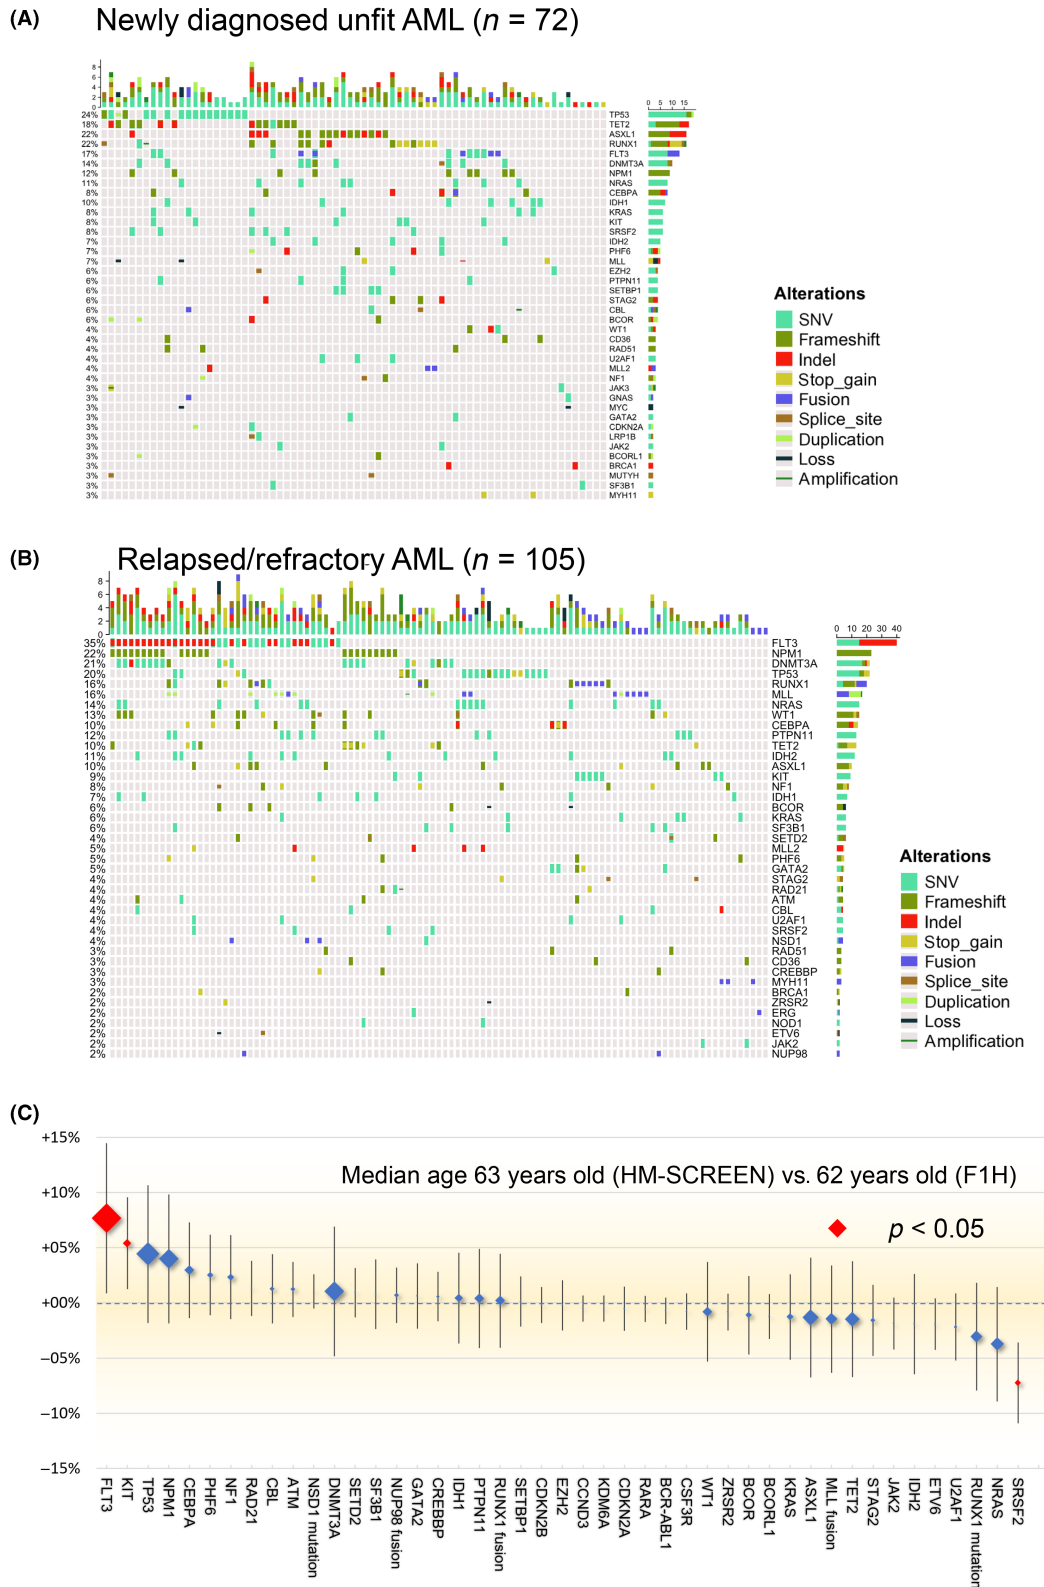 (A)
Newly diagnosed unfit AML (n = 72)
8
6
4
2
0
0 5 10 15
24% TP53
18% TET2
22% ASXL1
22% RUNX1
17% FLT3
14% DNMT3A
12% NPM1
11% NRAS
8% CEBPA
10% IDH1
8% KRAS
8% KIT
8% SRSF2
7% IDH2
7% PHF6
7% MLL
6% EZH2
6% PTPN11
6% SETBP1
6% STAG2
6% CBL
6% BCOR
4% WT1
4% CD36
4% RAD51
4% U2AF1
4% MLL2
4% NF1
3% JAK3
3% GNAS
3% MYC
3% GATA2
3% CDKN2A
3% LRP1B
3% JAK2
3% BCORL1
3% BRCA1
3% MUTYH
3% SF3B1
3% MYH11
Alterations
SNV
Frameshift
Indel
Stop_gain
Fusion
Splice_site
Duplication
Loss
Amplification
(B)
Relapsed/refractory AML (n = 105)
8
6
4
2
0
0 10 20 30 40
35% FLT3
22% NPM1
21% DNMT3A
20% TP53
16% RUNX1
16% MLL
14% NRAS
13% WT1
10% CEBPA
12% PTPN11
10% TET2
11% IDH2
10% ASXL1
9% KIT
8% NF1
7% IDH1
6% BCOR
6% KRAS
6% SF3B1
4% SETD2
5% MLL2
5% PHF6
5% GATA2
4% STAG2
4% RAD21
4% ATM
4% CBL
4% U2AF1
4% SRSF2
4% NSD1
3% RAD51
3% CD36
3% CREBBP
3% MYH11
2% BRCA1
2% ZRSR2
2% ERG
2% NOD1
2% ETV6
2% JAK2
2% NUP98
Alterations
SNV
Frameshift
Indel
Stop_gain
Fusion
Splice_site
Duplication
Loss
Amplification
(C)
+15%
Median age 63 years old (HM-SCREEN) vs. 62 years old (F1H)
+10%
p < 0.05
+05%
+00%
−05%
−10%
−15%
FLT3
KIT
TP53
NPM1
CEBPA
PHF6
NF1
RAD21
CBL
ATM
NSD1 mutation
DNMT3A
SETD2
SF3B1
NUP98 fusion
GATA2
CREBBP
IDH1
PTPN11
RUNX1 fusion
SETBP1
CDKN2B
EZH2
CCND3
KDM6A
CDKN2A
RARA
BCR-ABL1
CSF3R
WT1
ZRSR2
BCOR
BCORL1
KRAS
ASXL1
MLL fusion
TET2
STAG2
JAK2
IDH2
ETV6
U2AF1
RUNX1 mutation
NRAS
SRSF2